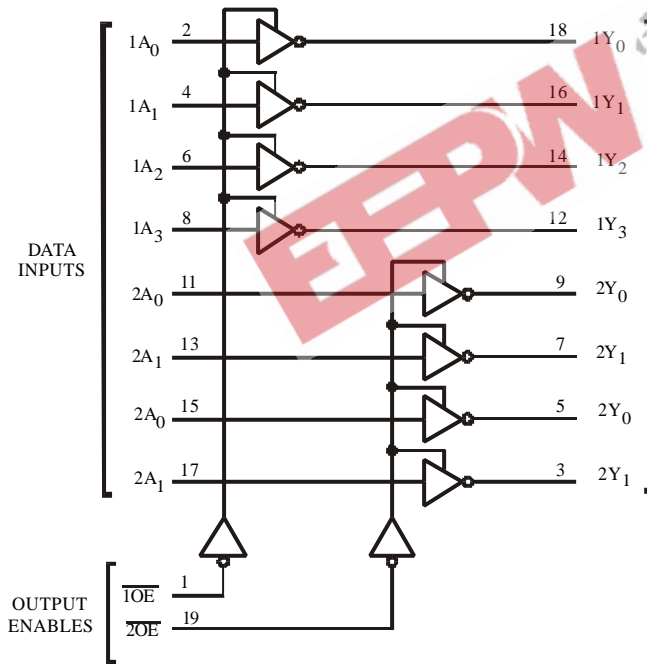 1A0 2 18 1Y0
1A1 4 16 1Y1
1A2 6 14 1Y2
1A3 8 12 1Y3
DATA
INPUTS
2A0 11 9 2Y0
2A1 13 7 2Y1
2A0 15 5 2Y0
2A1 17 3 2Y1
OUTPUT
ENABLES
1OE 1
2OE 19
EEPW